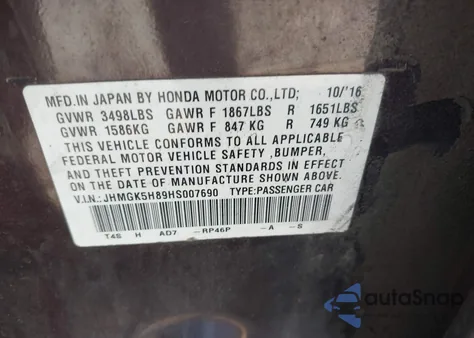 MFD.IN JAPAN BY HONDA MOTOR CO.,LTD; 10/'16
GVWR 3498LBS GAWR F 1867LBS R 1651LBS
GVWR 1586KG GAWR F 847 KG R 749 KG
THIS VEHICLE CONFORMS TO ALL APPLICABLE
FEDERAL MOTOR VEHICLE SAFETY ,BUMPER,
AND THEFT PREVENTION STANDARDS IN EFFECT
ON THE DATE OF MANUFACTURE SHOWN ABOVE.
V.I.N.: JHMGK5H89HS007690 TYPE:PASSENGER CAR
T4S H AD7 -RP46P -A -S
autoSnap